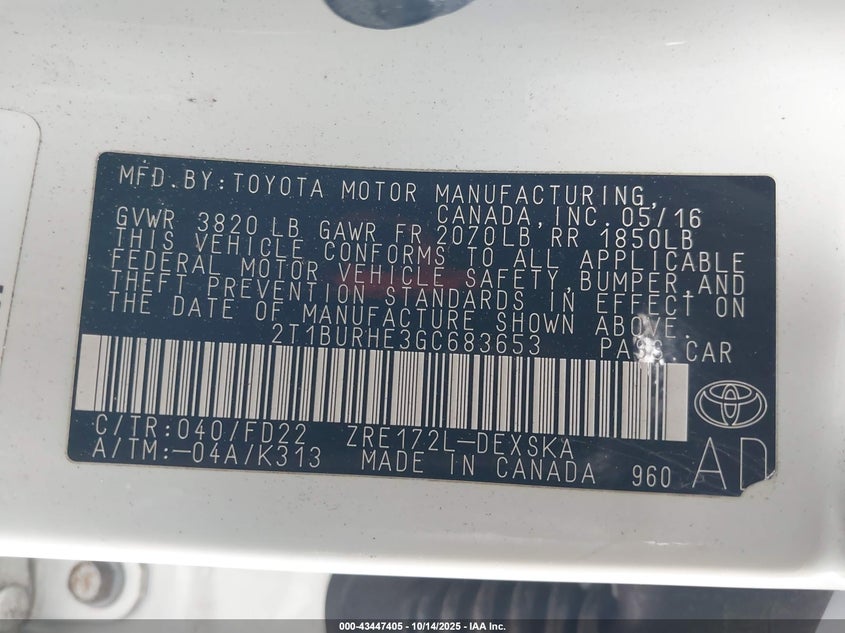 MFD.BY:TOYOTA MOTOR MANUFACTURING,
CANADA,INC.05/16
GVWR 3820LB GAWR FR 2070LB RR 1850LB
THIS VEHICLE CONFORMS TO ALL APPLICABLE
FEDERAL MOTOR VEHICLE SAFETY,BUMPER,AND
THEFT PREVENTION STANDARDS IN EFFECT ON
THE DATE OF MANUFACTURE SHOWN ABOVE.
2T1BURHE3GC683653 PASS CAR
C/TR:040/FD22 ZRE172L-DEXSKA
A/TM:-04A/K313 MADE IN CANADA 960 AD
000-43447405 | 10/14/2025 | IAA Inc.